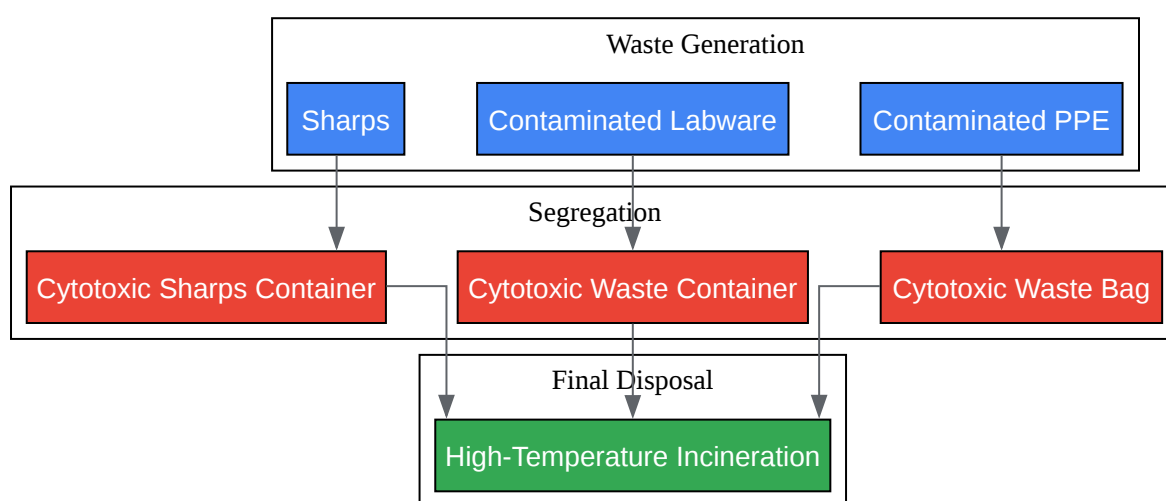 Waste Generation
Sharps
Contaminated Labware
Contaminated PPE
Segregation
Cytotoxic Sharps Container
Cytotoxic Waste Container
Cytotoxic Waste Bag
Final Disposal
High-Temperature Incineration